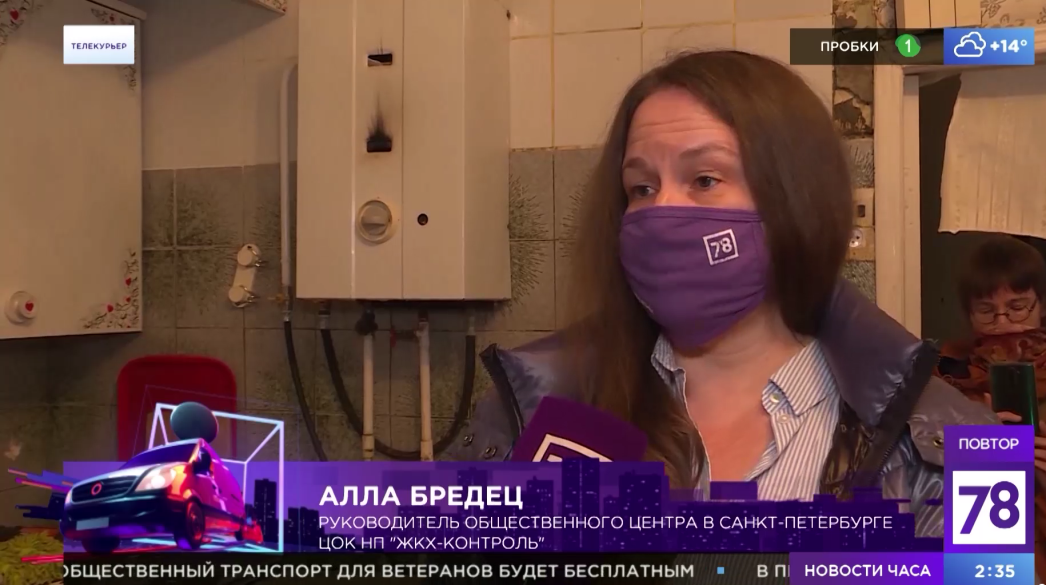 ТЕЛЕКУРЬЕР
ПРОБКИ 1 +14°
78
ПОВТОР
78
АЛЛА БРЕДЕЦ
РУКОВОДИТЕЛЬ ОБЩЕСТВЕННОГО ЦЕНТРА В САНКТ-ПЕТЕРБУРГЕ
ЦОК НП "ЖКХ-КОНТРОЛЬ"
ОБЩЕСТВЕННЫЙ ТРАНСПОРТ ДЛЯ ВЕТЕРАНОВ БУДЕТ БЕСПЛАТНЫМ ▪ В НОВОСТИ ЧАСА 2:35